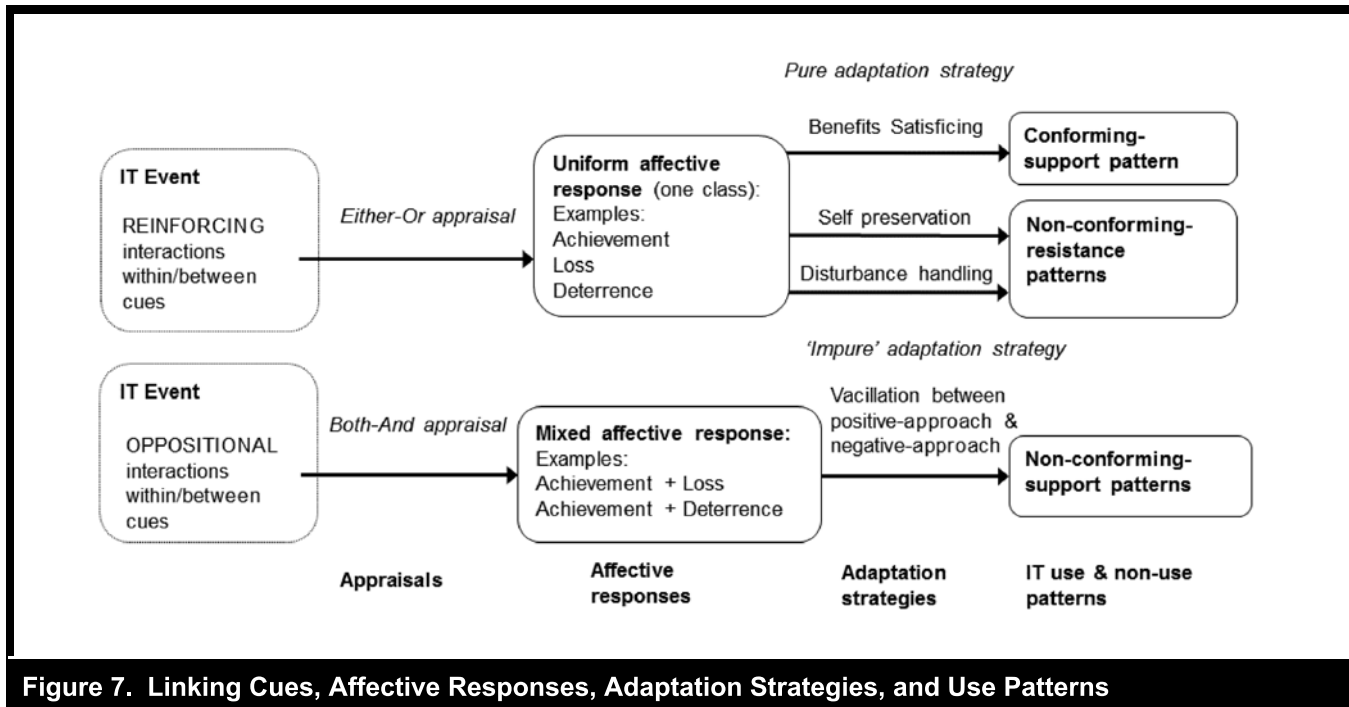 Pure adaptation strategy
IT Event
REINFORCING
interactions
within/between
cues
Either-Or appraisal
Uniform affective
response (one class):
Examples:
Achievement
Loss
Deterrence
Benefits Satisficing
Self preservation
Disturbance handling
Conforming-
support pattern
Non-conforming-
resistance
patterns
'Impure' adaptation strategy
IT Event
OPPOSITIONAL
interactions
within/between
cues
Both-And appraisal
Mixed affective response:
Examples:
Achievement + Loss
Achievement + Deterrence
Vacillation between
positive-approach &
negative-approach
Non-conforming-
support patterns
Appraisals
Affective
responses
Adaptation
strategies
IT use & non-use
patterns
Figure 7. Linking Cues, Affective Responses, Adaptation Strategies, and Use Patterns